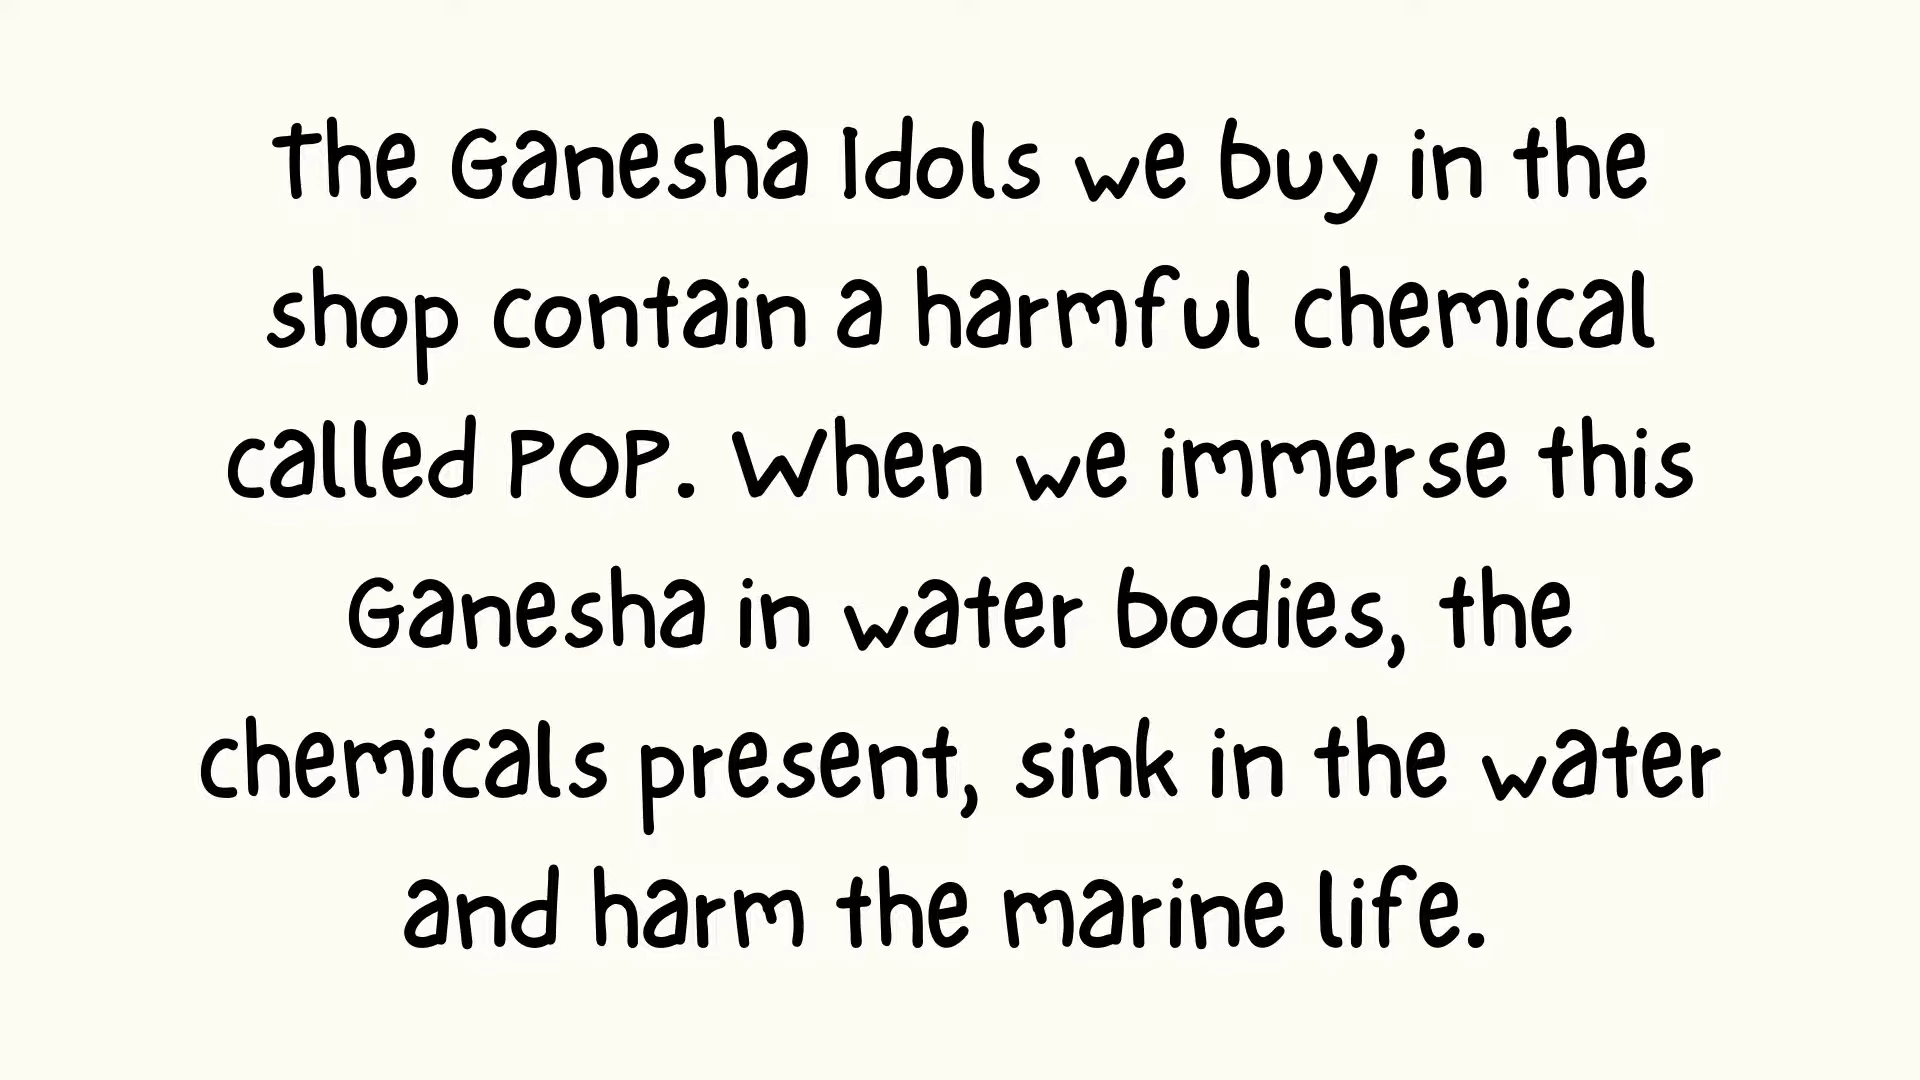 The Ganesha Idols we buy in the
shop contain a harmful chemical
called POP. When we immerse this
Ganesha in water bodies, the
chemicals present, sink in the water
and harm the marine life.